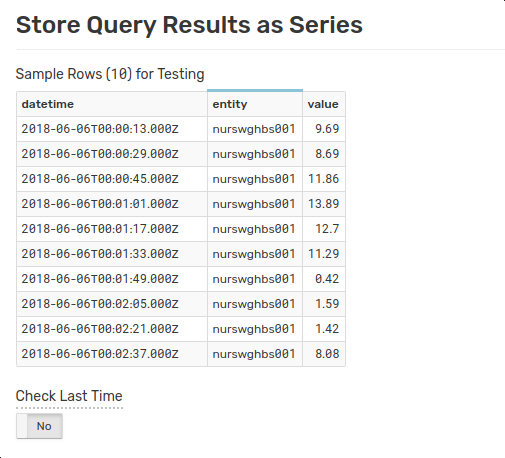 Store Query Results as Series
Sample Rows (10) for Testing
datetime entity value
2018-06-06T00:00:13.000Z nurswghbs001 9.69
2018-06-06T00:00:29.000Z nurswghbs001 8.69
2018-06-06T00:00:45.000Z nurswghbs001 11.86
2018-06-06T00:01:01.000Z nurswghbs001 13.89
2018-06-06T00:01:17.000Z nurswghbs001 12.7
2018-06-06T00:01:33.000Z nurswghbs001 11.29
2018-06-06T00:01:49.000Z nurswghbs001 0.42
2018-06-06T00:02:05.000Z nurswghbs001 1.59
2018-06-06T00:02:21.000Z nurswghbs001 1.42
2018-06-06T00:02:37.000Z nurswghbs001 8.08
Check Last Time
No